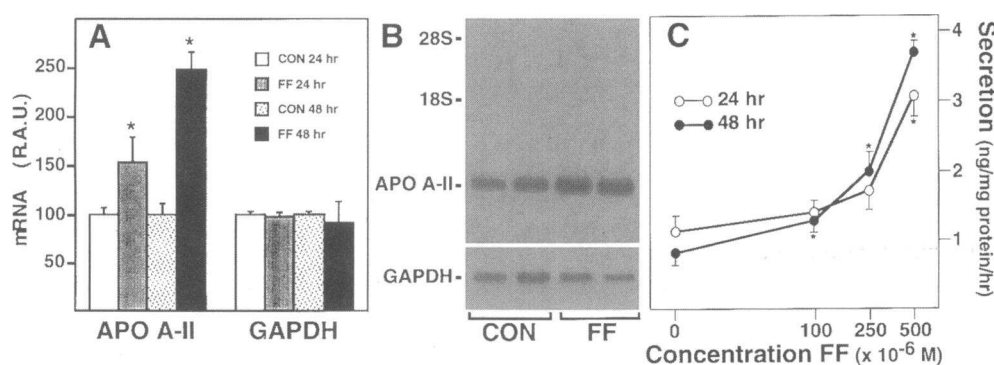 A
mRNA (R.A.U.)
250
200
150
100
50
*
*
CON 24 hr
FF 24 hr
CON 48 hr
FF 48 hr
APO A-II
GAPDH
B
28S-
18S-
APO A-II
GAPDH
CON
FF
C
24 hr
48 hr
*
*
*
*
4
3
2
1
Secretion (ng/mg protein/hr)
0
100
250
500
Concentration FF (x 10-6 M)